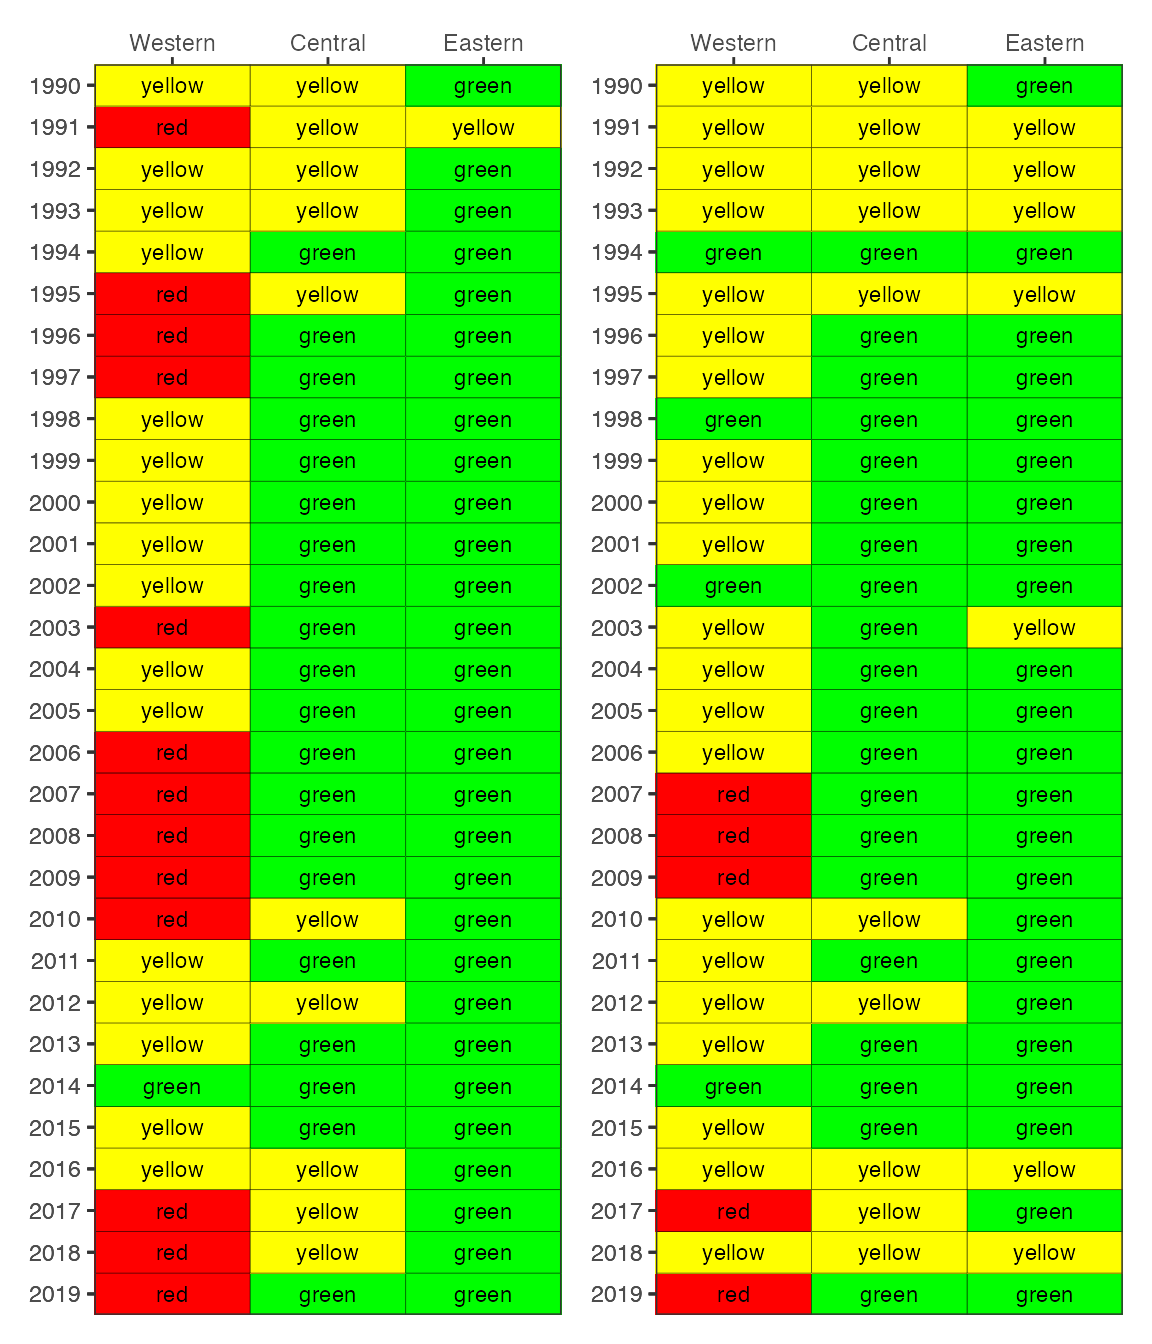 Western Central Eastern Western Central Eastern
1990 yellow yellow green 1990 yellow yellow green
1991 red yellow yellow 1991 yellow yellow yellow
1992 yellow yellow green 1992 yellow yellow yellow
1993 yellow yellow green 1993 yellow yellow yellow
1994 yellow green green 1994 green green green
1995 red yellow green 1995 yellow yellow yellow
1996 red green green 1996 yellow green green
1997 red green green 1997 yellow green green
1998 yellow green green 1998 green green green
1999 yellow green green 1999 yellow green green
2000 yellow green green 2000 yellow green green
2001 yellow green green 2001 yellow green green
2002 yellow green green 2002 green green green
2003 red green green 2003 yellow green yellow
2004 yellow green green 2004 yellow green green
2005 yellow green green 2005 yellow green green
2006 red green green 2006 yellow green green
2007 red green green 2007 red green green
2008 red green green 2008 red green green
2009 red green green 2009 red green green
2010 red yellow green 2010 yellow yellow green
2011 yellow green green 2011 yellow green green
2012 yellow yellow green 2012 yellow yellow green
2013 yellow green green 2013 yellow green green
2014 green green green 2014 green green green
2015 yellow green green 2015 yellow green green
2016 yellow yellow green 2016 yellow yellow yellow
2017 red yellow green 2017 red yellow green
2018 red yellow green 2018 yellow yellow yellow
2019 red green green 2019 red green green